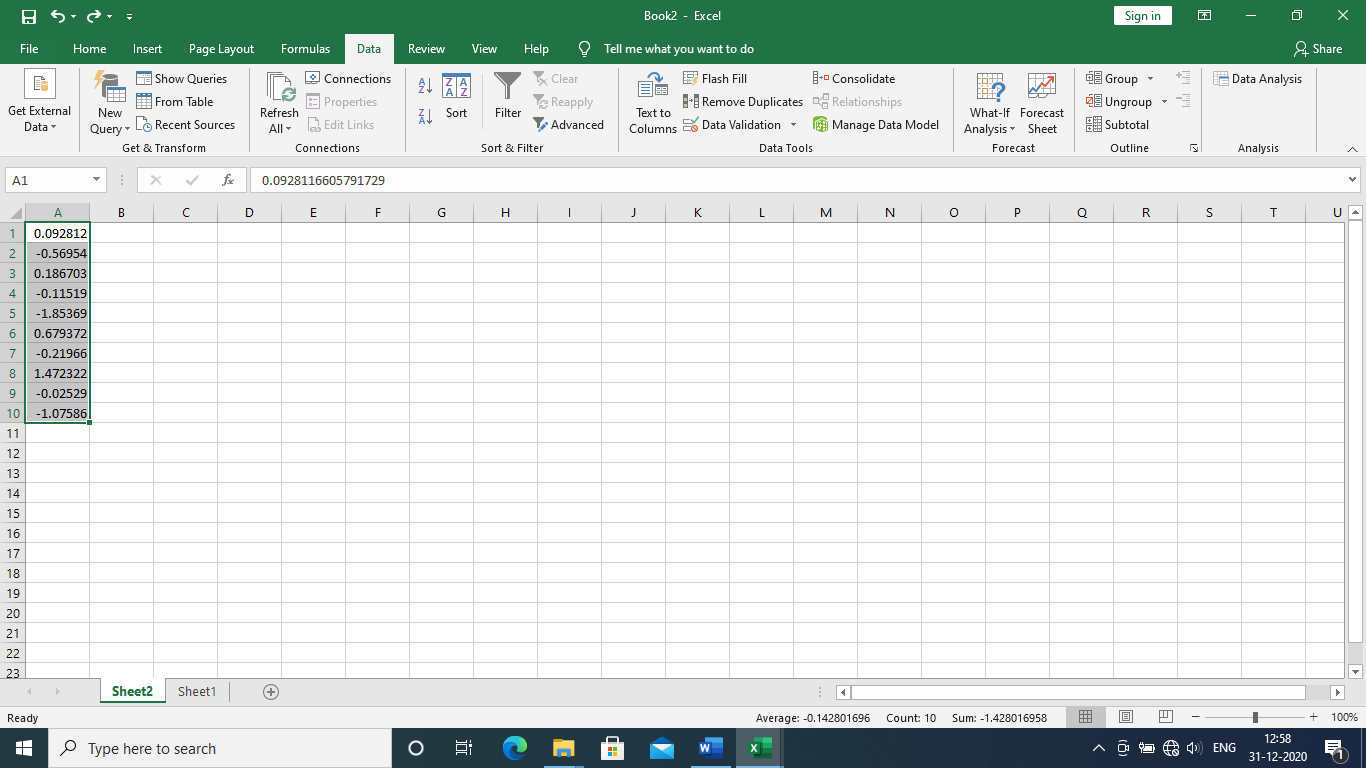 Book2 - Excel
Sign in
File Home Insert Page Layout Formulas Data Review View Help Tell me what you want to do Share
Get External Data
New Query
Show Queries
From Table
Recent Sources
Get & Transform
Refresh All
Connections
Properties
Edit Links
Connections
Sort
Filter
Clear
Reapply
Advanced
Sort & Filter
Text to Columns
Flash Fill
Remove Duplicates
Data Validation
Consolidate
Relationships
Manage Data Model
Data Tools
What-If Analysis
Forecast Sheet
Forecast
Group
Ungroup
Subtotal
Outline
Data Analysis
Analysis
A1 fx 0.0928116605791729
A B C D E F G H I J K L M N O P Q R S T U
1 0.092812
2 -0.56954
3 0.186703
4 -0.11519
5 -1.85369
6 0.679372
7 -0.21966
8 1.472322
9 -0.02529
10 -1.07586
11
12
13
14
15
16
17
18
19
20
21
22
23
Sheet2 Sheet1
Ready Average: -0.142801696 Count: 10 Sum: -1.428016958 100%
Type here to search
ENG
12:58
31-12-2020
1